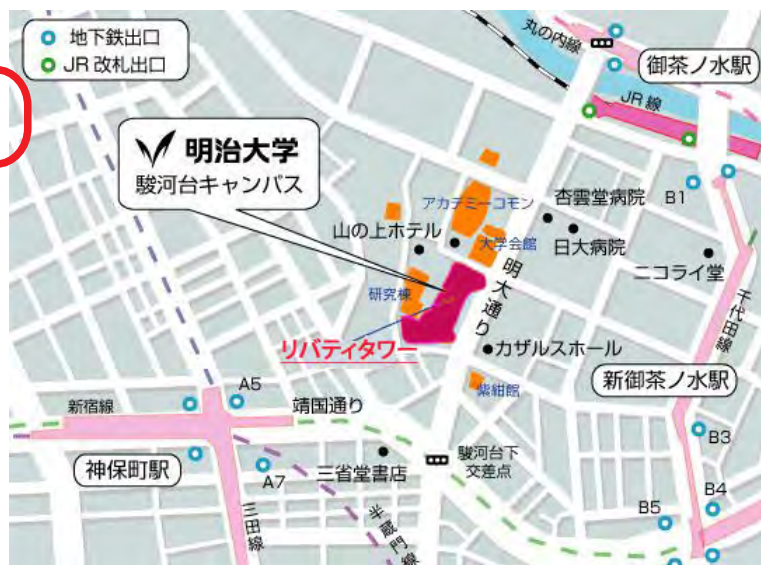 地下鉄出口
JR 改札出口
丸の内線
御茶ノ水駅
JR 線
明治大学
駿河台キャンパス
アカデミーコモン
杏雲堂病院
B1
山の上ホテル
大学会館
日大病院
ニコライ堂
研究棟
明大通り
千代田線
リバティタワー
カザルスホール
新御茶ノ水駅
紫紺館
A5
新宿線
靖国通り
B3
神保町駅
A7
三省堂書店
駿河台下
交差点
三田線
半蔵門線
B5
B4